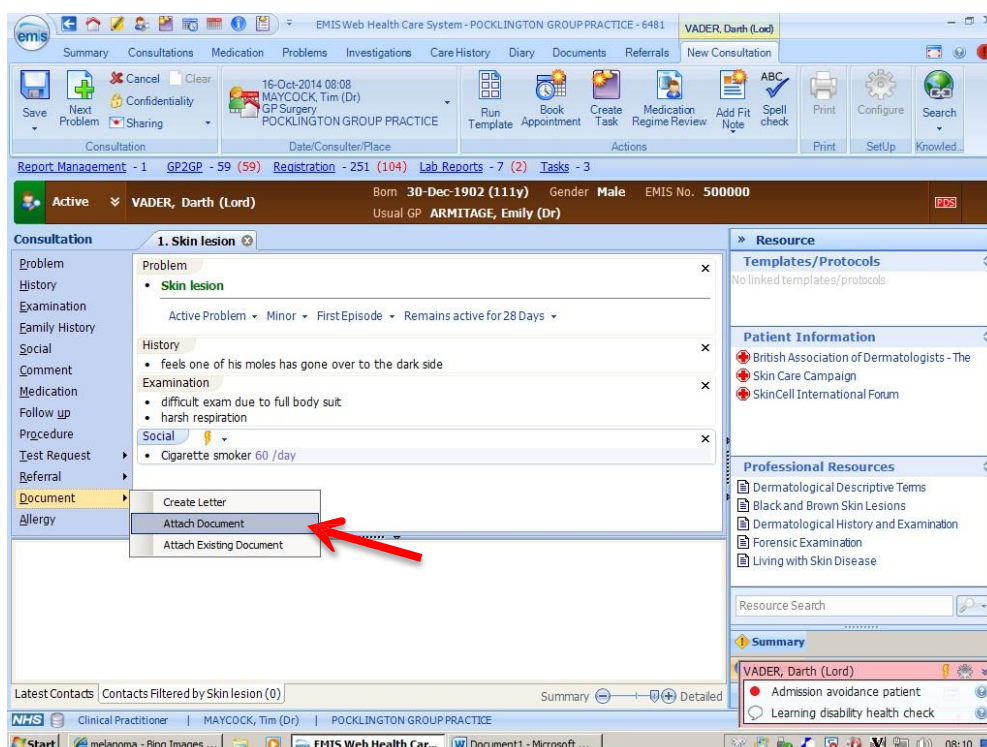 emis
EMIS Web Health Care System - POCKLINGTON GROUP PRACTICE - 6481
VADER, Darth (Lord)
Summary Consultations Medication Problems Investigations Care History Diary Documents Referrals New Consultation
Save
Next Problem
Cancel Clear
Confidentiality
Sharing
16-Oct-2014 08:08
MAYCOCK, Tim (Dr)
GP Surgery
POCKLINGTON GROUP PRACTICE
Run Template
Book Appointment
Create Task
Medication Regime Review
Add Fit Note
ABC
Spell check
Print
Configure
Search
Consultation Date/Consulter/Place Actions Print SetUp Knowled...
Report Management - 1 GP2GP - 59 (59) Registration - 251 (104) Lab Reports - 7 (2) Tasks - 3
Active VADER, Darth (Lord)
Born 30-Dec-1902 (111y) Gender Male EMIS No. 500000
Usual GP ARMITAGE, Emily (Dr)
PDS
Consultation
Problem
History
Examination
Family History
Social
Comment
Medication
Follow up
Procedure
Test Request
Referral
Document
Allergy
1. Skin lesion
Problem
Skin lesion
Active Problem Minor First Episode Remains active for 28 Days
History
feels one of his moles has gone over to the dark side
Examination
difficult exam due to full body suit
harsh respiration
Social
Cigarette smoker 60 /day
Create Letter
Attach Document
Attach Existing Document
Resource
Templates/Protocols
No linked templates/protocols
Patient Information
British Association of Dermatologists - The
Skin Care Campaign
SkinCell International Forum
Professional Resources
Dermatological Descriptive Terms
Black and Brown Skin Lesions
Dermatological History and Examination
Forensic Examination
Living with Skin Disease
Resource Search
Summary
VADER, Darth (Lord)
Admission avoidance patient
Learning disability health check
Latest Contacts Contacts Filtered by Skin lesion (0)
Summary Detailed
NHS Clinical Practitioner | MAYCOCK, Tim (Dr) | POCKLINGTON GROUP PRACTICE
Start melanoma - Bing Images ... EMIS Web Health Car... Document1 - Microsoft ... 08:10